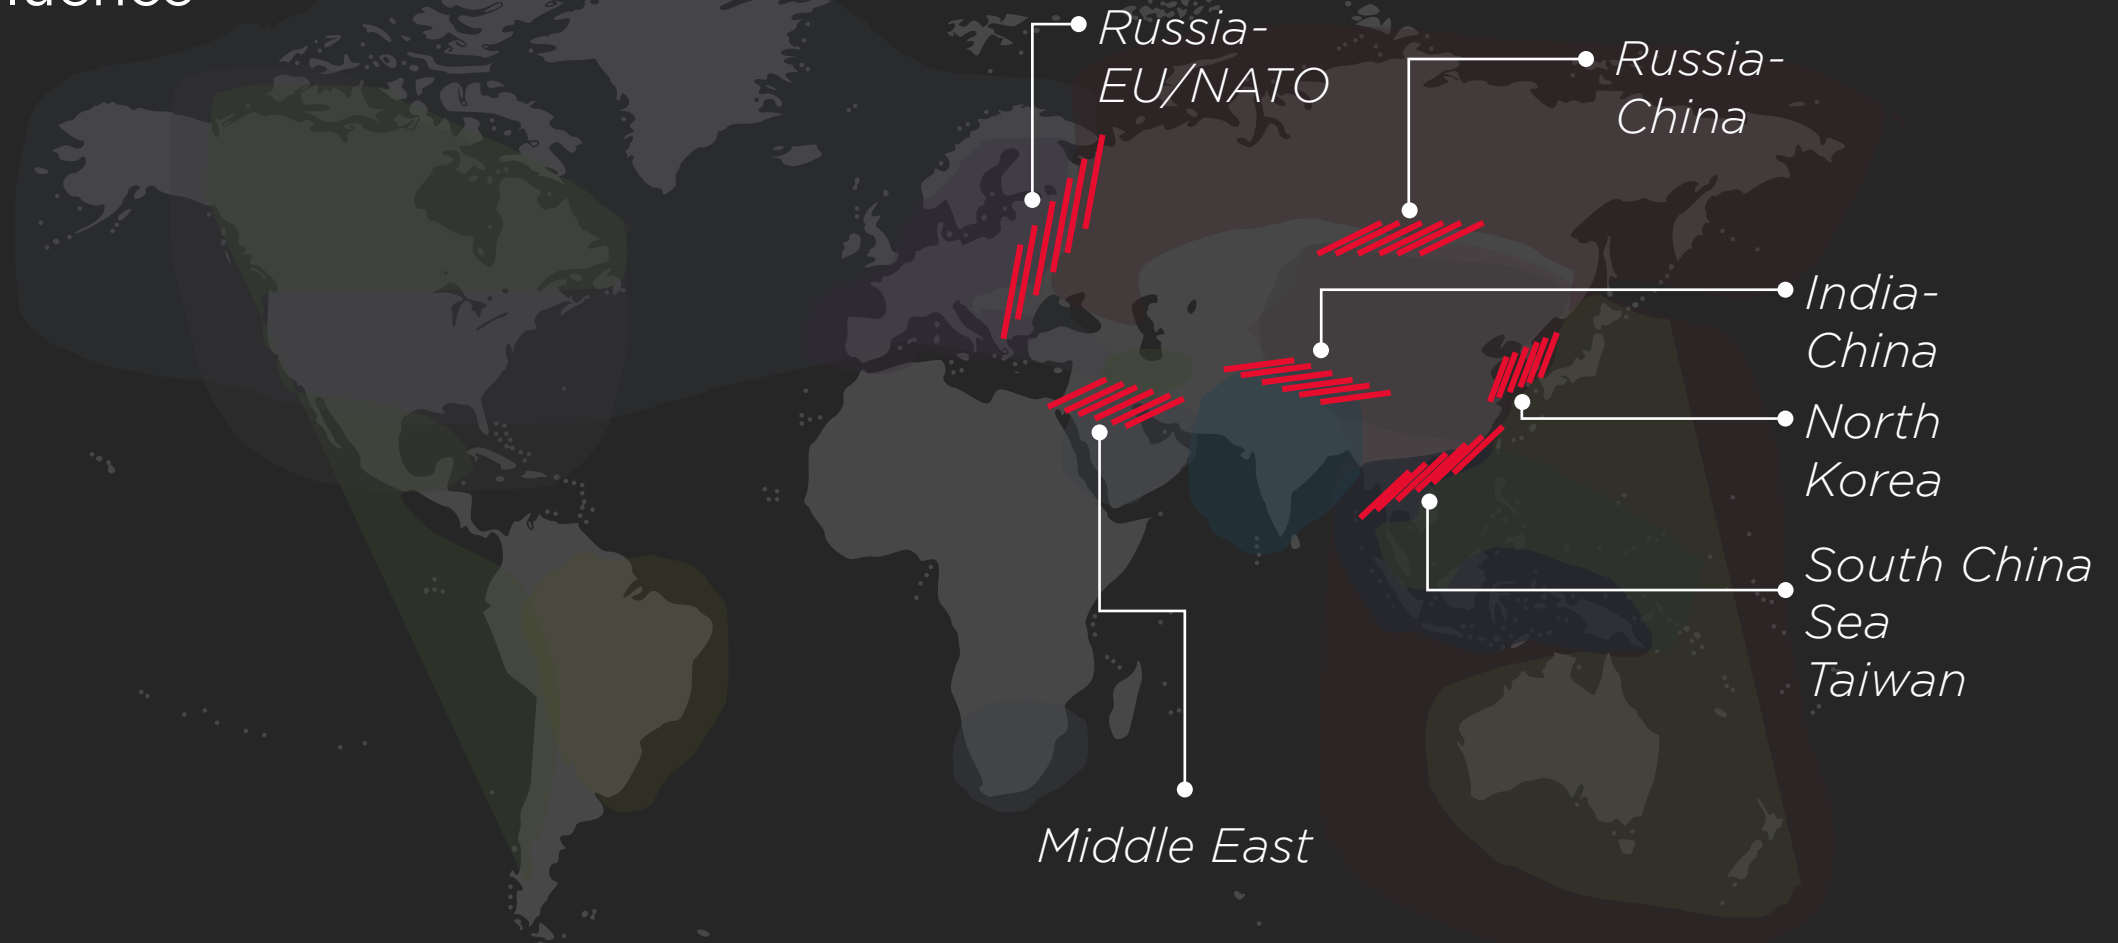 Russia-
EU/NATO
Russia-
China
India-
China
North
Korea
South China
Sea
Taiwan
Middle East